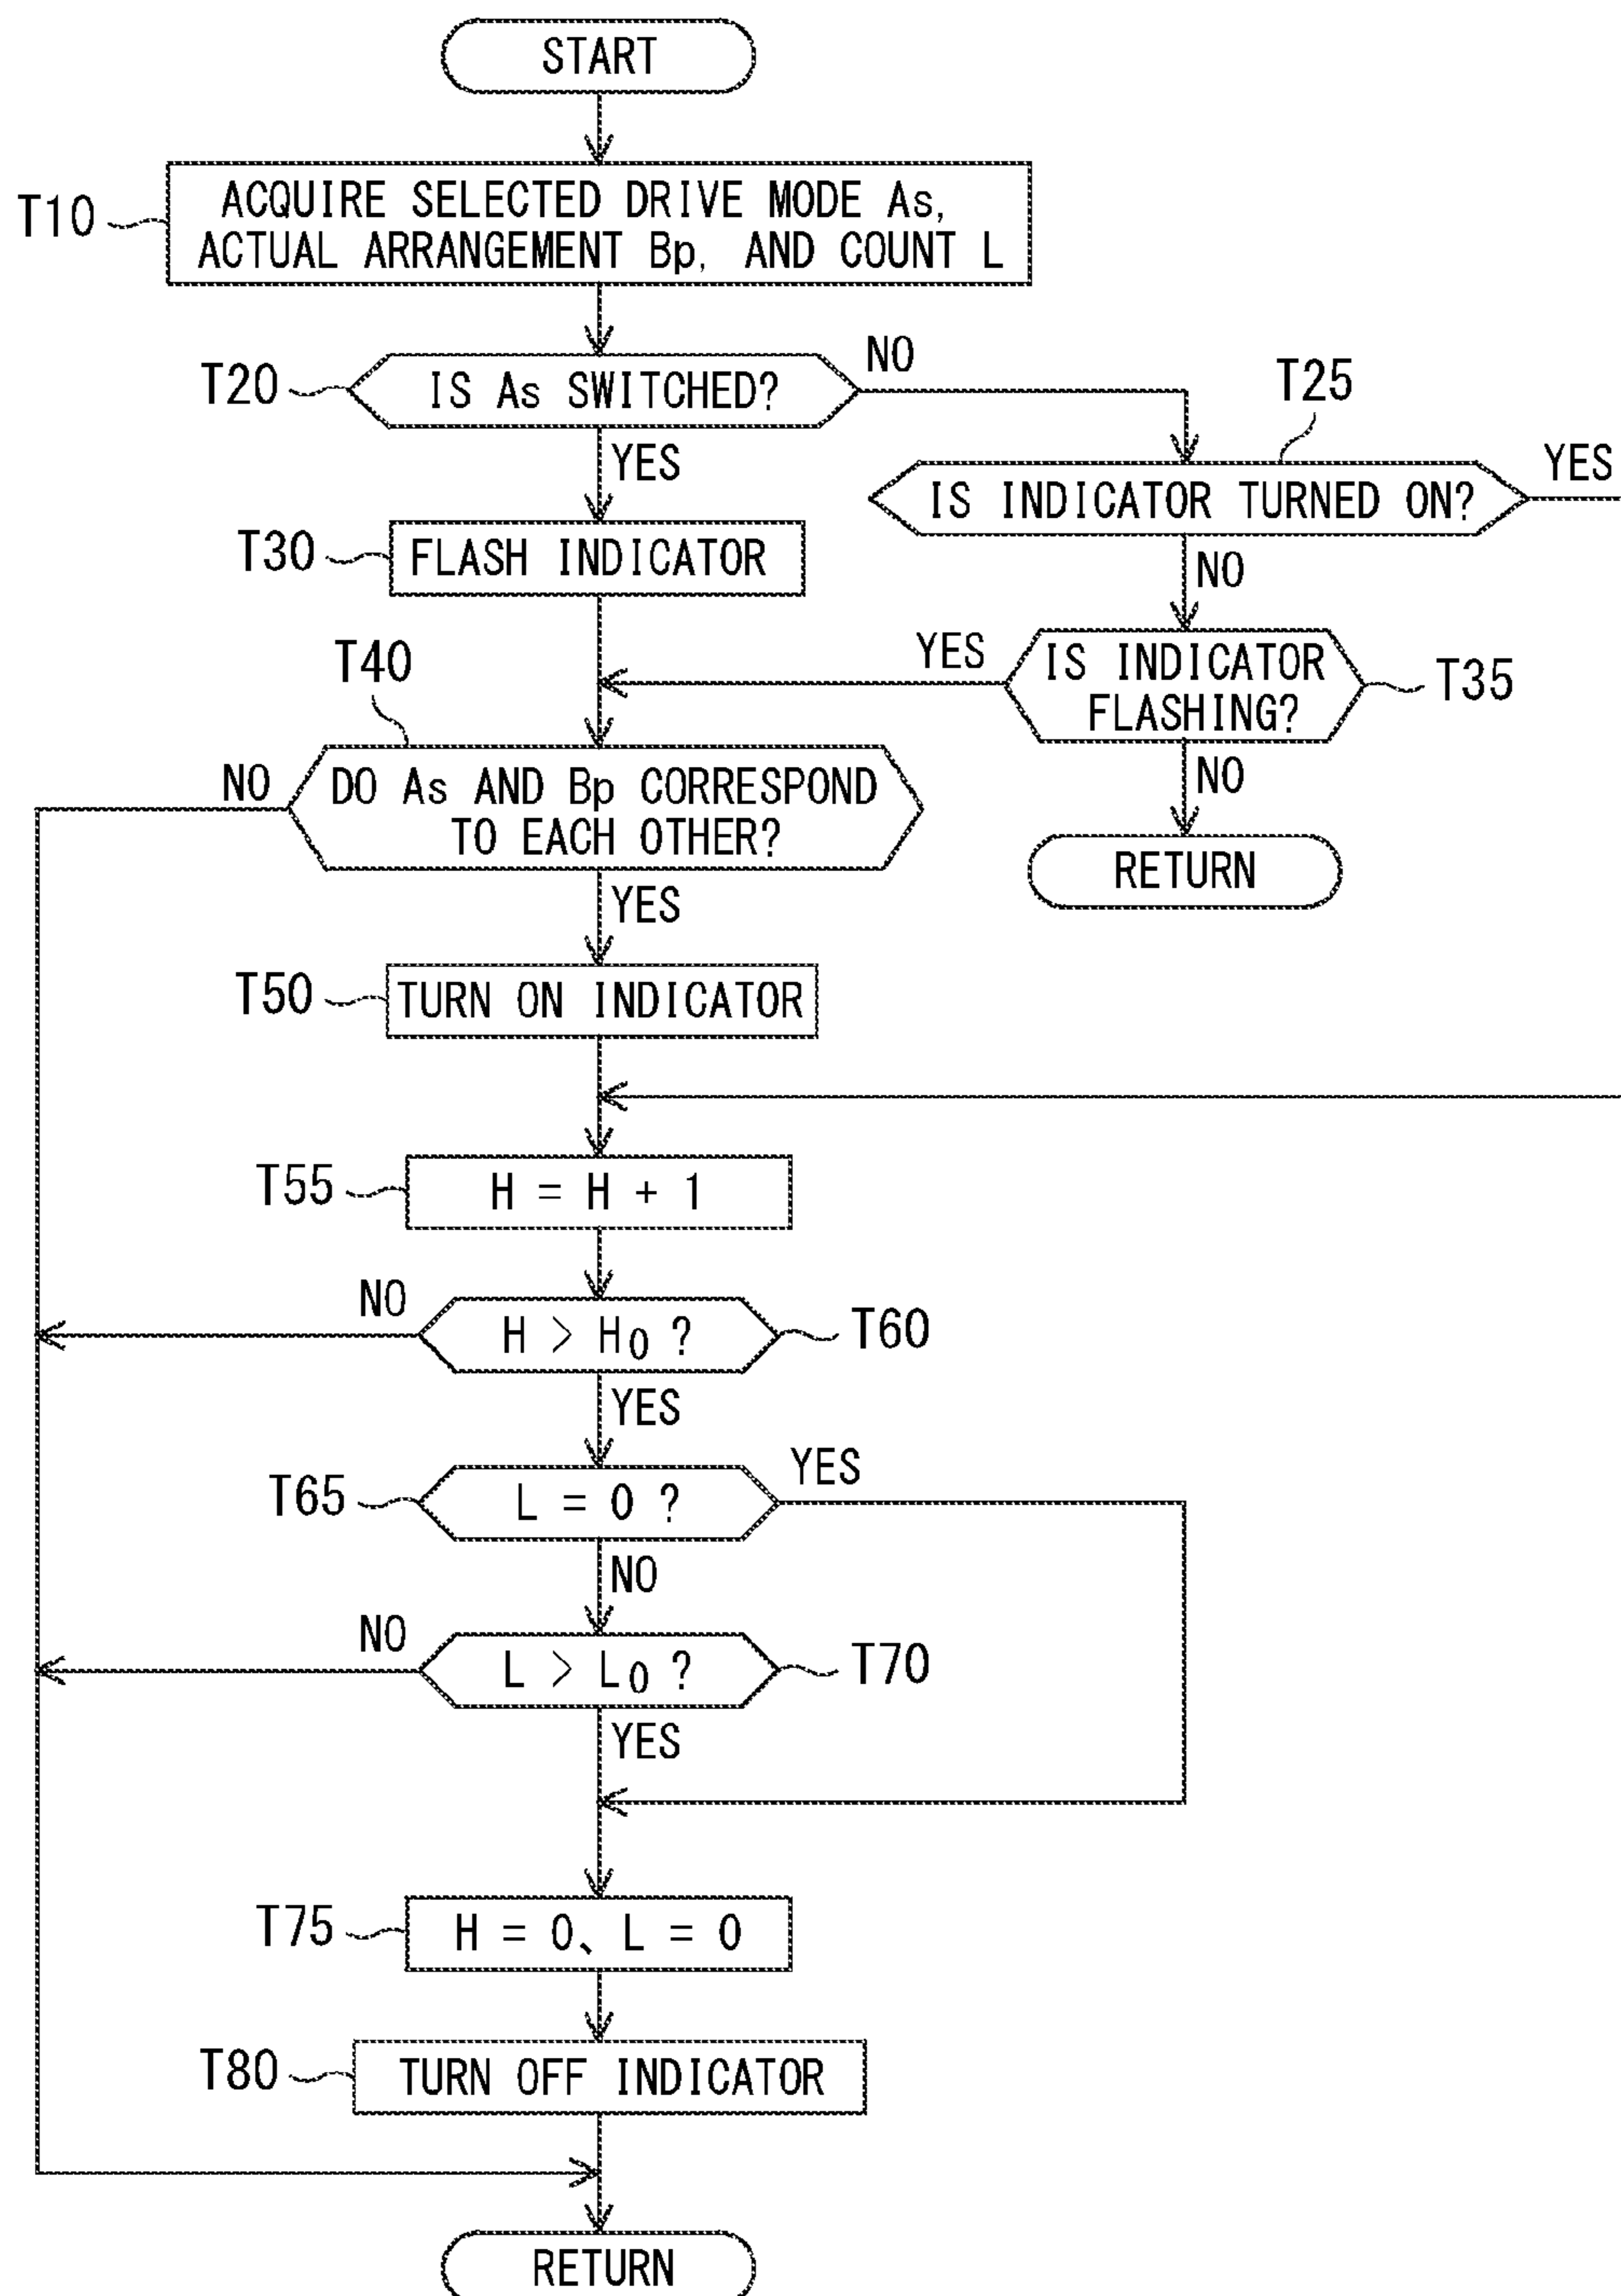 START
T10
ACQUIRE SELECTED DRIVE MODE As,
ACTUAL ARRANGEMENT Bp, AND COUNT L
T20
IS As SWITCHED?
NO
YES
T25
IS INDICATOR TURNED ON?
YES
NO
T30
FLASH INDICATOR
T35
IS INDICATOR
FLASHING?
YES
NO
RETURN
T40
DO As AND Bp CORRESPOND
TO EACH OTHER?
NO
YES
T50
TURN ON INDICATOR
T55
H = H + 1
T60
H > H0 ?
NO
YES
T65
L = 0 ?
YES
NO
T70
L > L0 ?
NO
YES
T75
H = 0、L = 0
T80
TURN OFF INDICATOR
RETURN